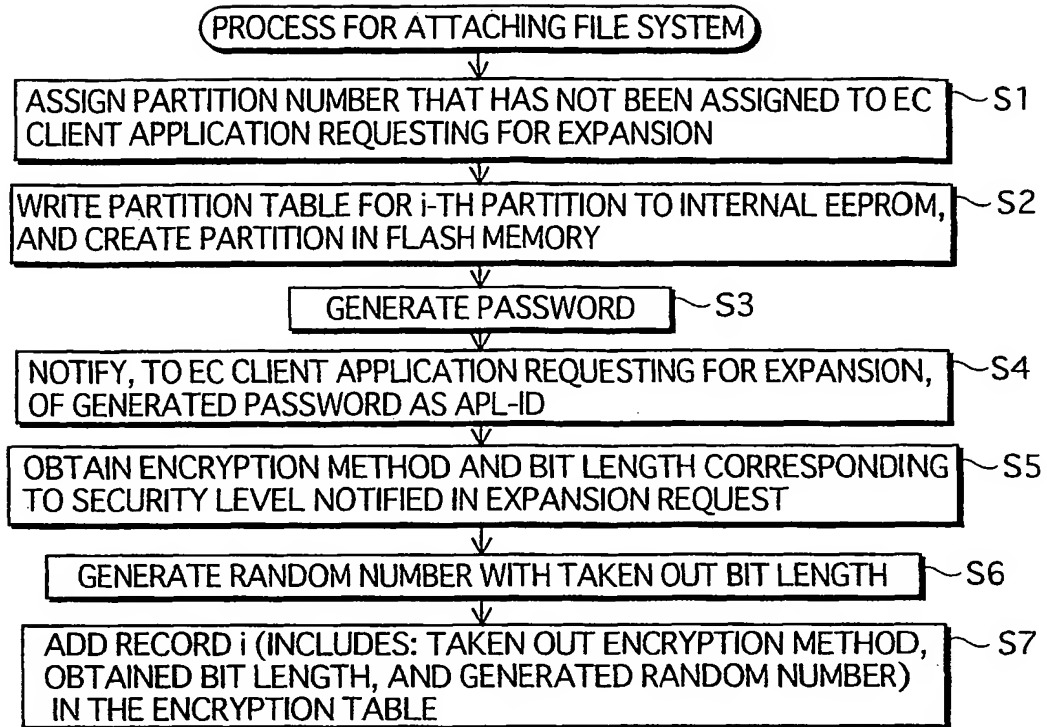 PROCESS FOR ATTACHING FILE SYSTEM
ASSIGN PARTITION NUMBER THAT HAS NOT BEEN ASSIGNED TO EC S1
CLIENT APPLICATION REQUESTING FOR EXPANSION
WRITE PARTITION TABLE FOR i-TH PARTITION TO INTERNAL EEPROM, S2
AND CREATE PARTITION IN FLASH MEMORY
GENERATE PASSWORD S3
NOTIFY, TO EC CLIENT APPLICATION REQUESTING FOR EXPANSION, S4
OF GENERATED PASSWORD AS APL-ID
OBTAIN ENCRYPTION METHOD AND BIT LENGTH CORRESPONDING S5
TO SECURITY LEVEL NOTIFIED IN EXPANSION REQUEST
GENERATE RANDOM NUMBER WITH TAKEN OUT BIT LENGTH S6
ADD RECORD i (INCLUDES: TAKEN OUT ENCRYPTION METHOD, S7
OBTAINED BIT LENGTH, AND GENERATED RANDOM NUMBER)
IN THE ENCRYPTION TABLE